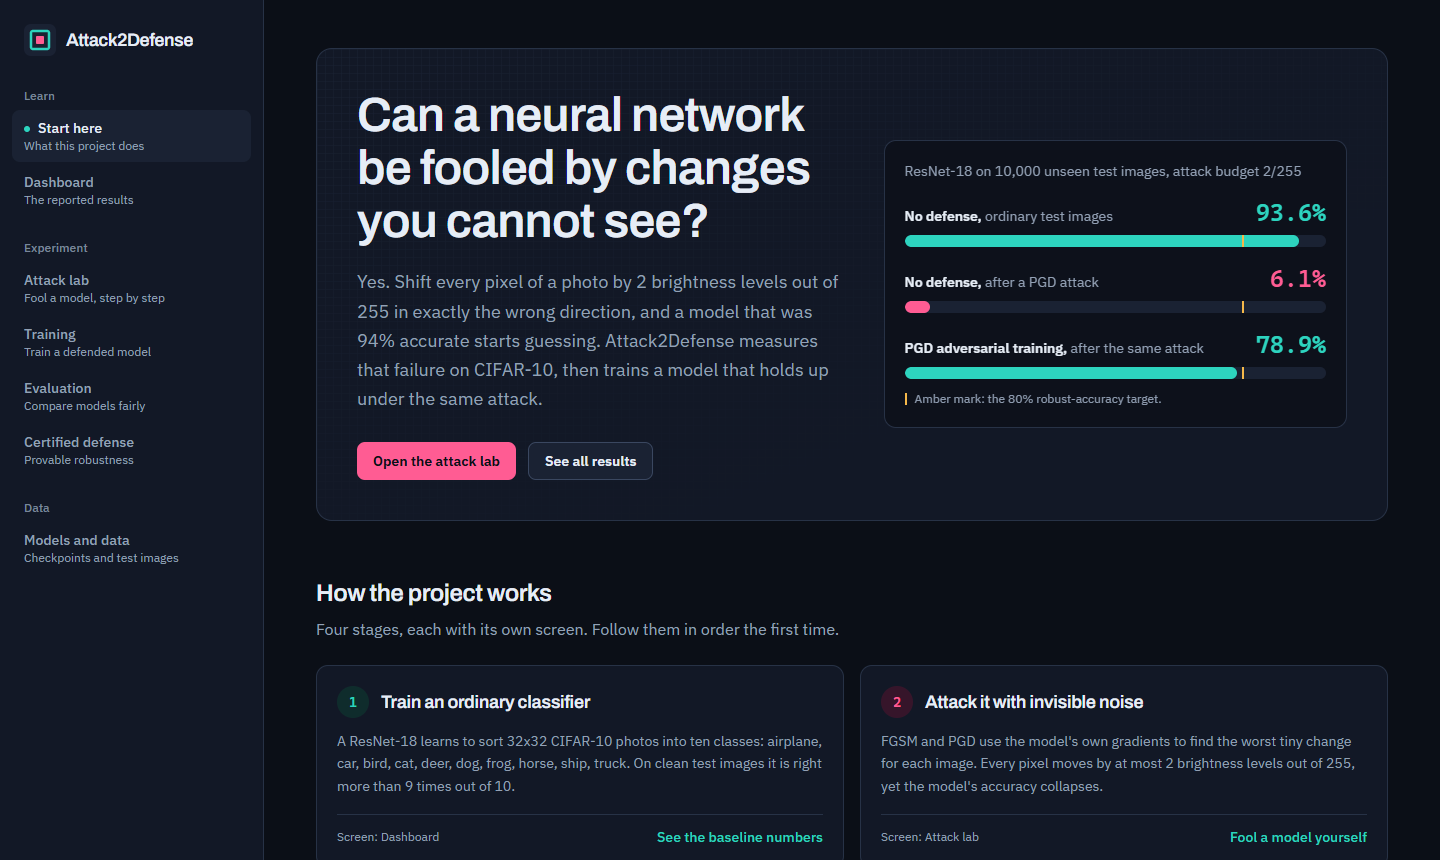 Attack2Defense
Learn
Start here
What this project does
Dashboard
The reported results
Experiment
Attack lab
Fool a model, step by step
Training
Train a defended model
Evaluation
Compare models fairly
Certified defense
Provable robustness
Data
Models and data
Checkpoints and test images
Can a neural network
be fooled by changes
you cannot see?
Yes. Shift every pixel of a photo by 2 brightness levels out of
255 in exactly the wrong direction, and a model that was
94% accurate starts guessing. Attack2Defense measures
that failure on CIFAR-10, then trains a model that holds up
under the same attack.
Open the attack lab
See all results
ResNet-18 on 10,000 unseen test images, attack budget 2/255
No defense, ordinary test images 93.6%
No defense, after a PGD attack 6.1%
PGD adversarial training, after the same attack 78.9%
Amber mark: the 80% robust-accuracy target.
How the project works
Four stages, each with its own screen. Follow them in order the first time.
1 Train an ordinary classifier
A ResNet-18 learns to sort 32x32 CIFAR-10 photos into ten classes: airplane,
car, bird, cat, deer, dog, frog, horse, ship, truck. On clean test images it is right
more than 9 times out of 10.
Screen: Dashboard
See the baseline numbers
2 Attack it with invisible noise
FGSM and PGD use the model's own gradients to find the worst tiny change
for each image. Every pixel moves by at most 2 brightness levels out of 255,
yet the model's accuracy collapses.
Screen: Attack lab
Fool a model yourself